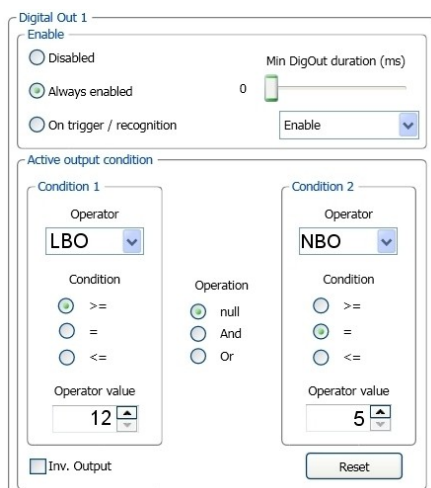 Digital Out 1
Enable
Disabled
Min DigOut duration (ms)
Always enabled
0
On trigger / recognition
Enable
Active output condition
Condition 1
Operator
LBO
Condition
>=
=
<=
Operator value
12
Operation
null
And
Or
Condition 2
Operator
NBO
Condition
>=
=
<=
Operator value
5
Inv. Output
Reset